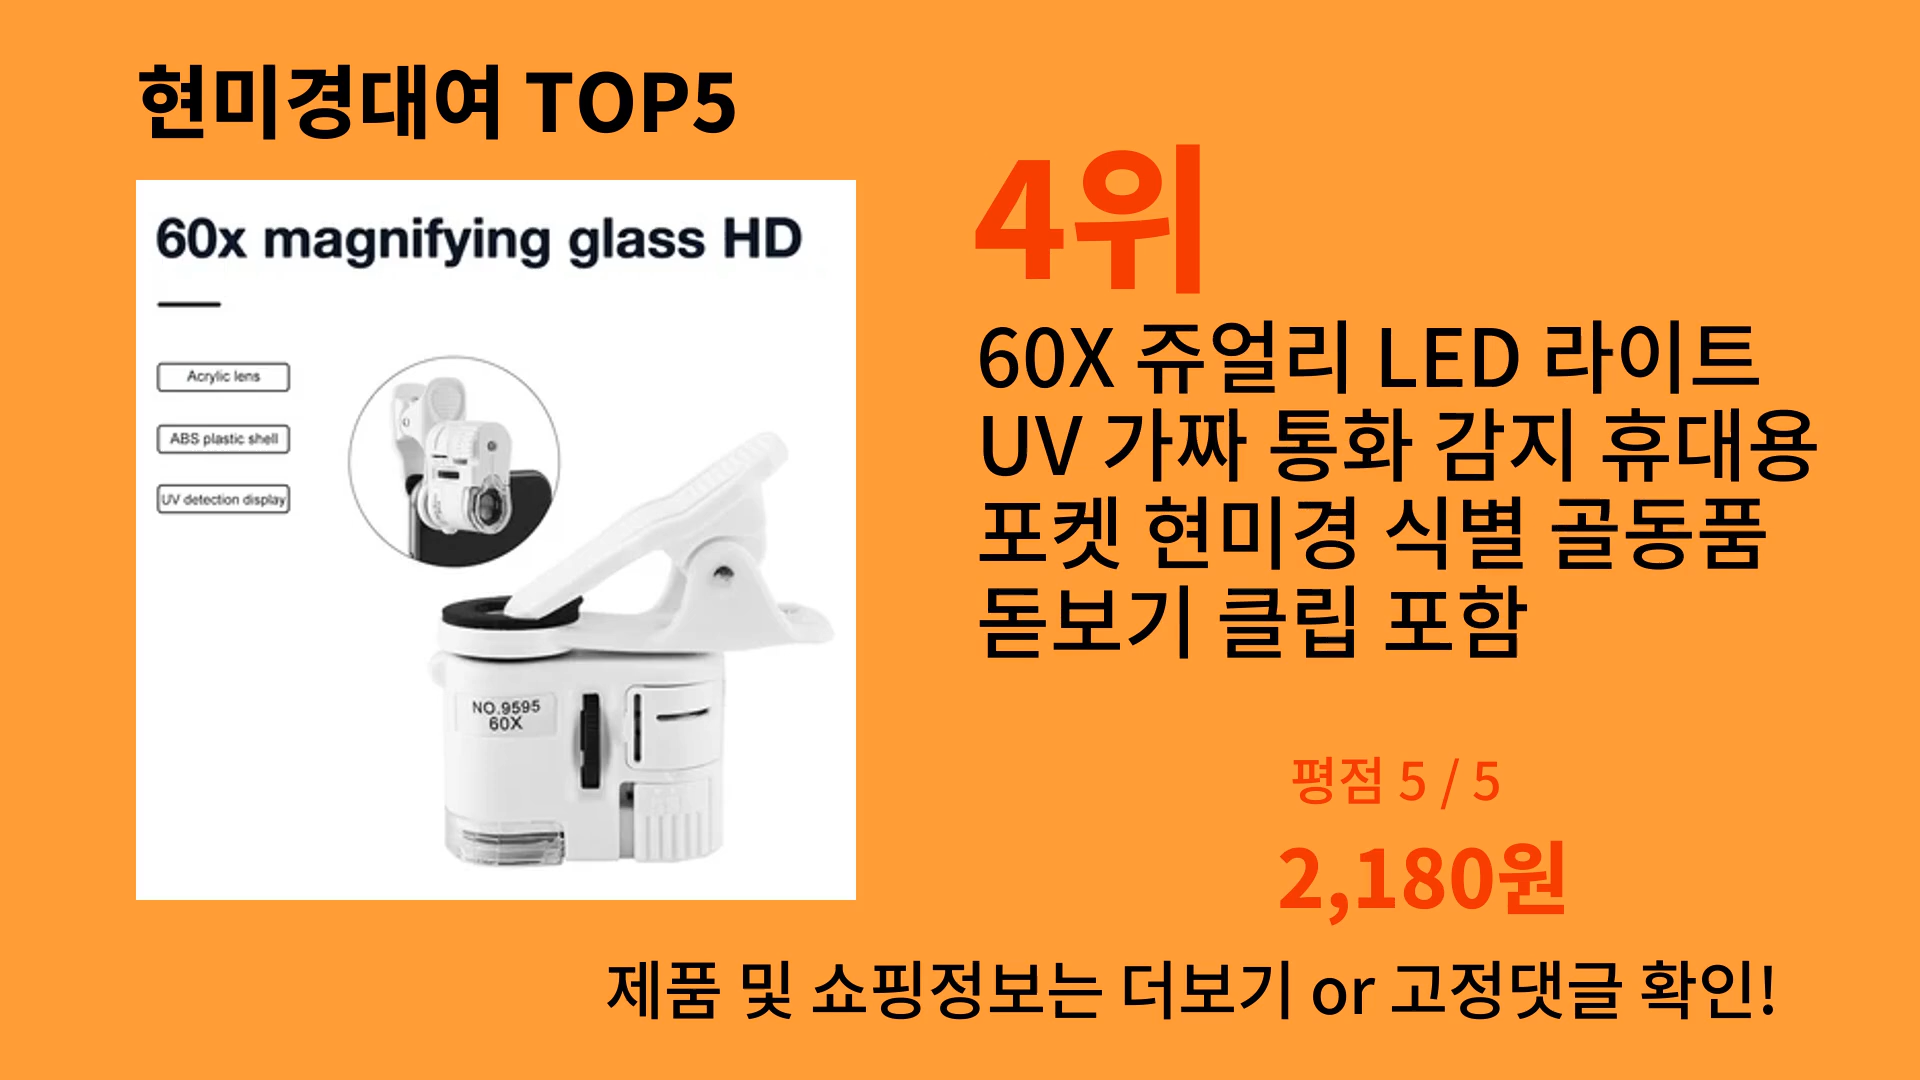 현미경대여 TOP5
60x magnifying glass HD
Acrylic lens
ABS plastic shell
UV detection display
NO.9595
60X
4위
60X 쥬얼리 LED 라이트
UV 가짜 통화 감지 휴대용
포켓 현미경 식별 골동품
돋보기 클립 포함
평점 5 / 5
2,180원
제품 및 쇼핑정보는 더보기 or 고정댓글 확인!